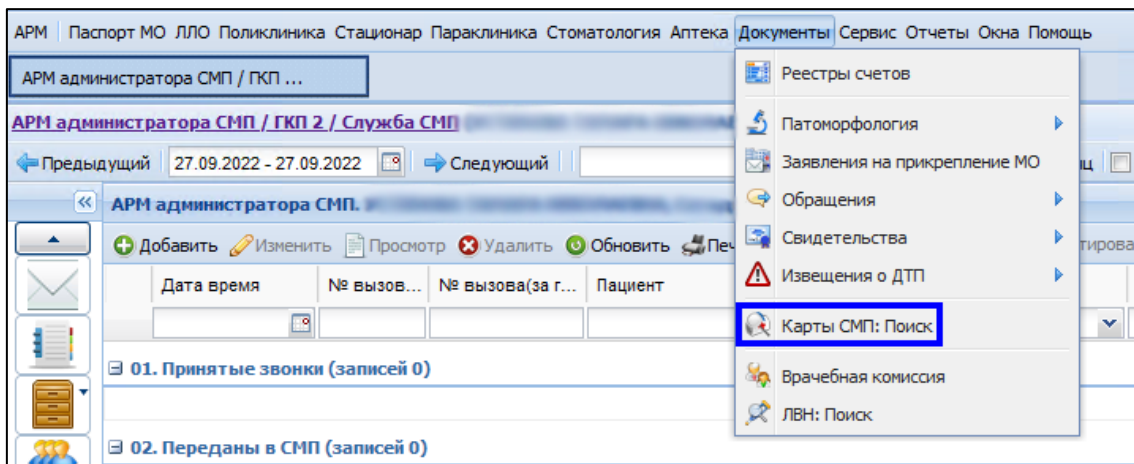 АРМ Паспорт МО ЛЛО Поликлиника Стационар Параклиника Стоматология Аптека Документы Сервис Отчеты Окна Помощь
АРМ администратора СМП / ГКП ...
Реестры счетов
АРМ администратора СМП / ГКП 2 / Служба СМП
Патоморфология
Предыдущий 27.09.2022 - 27.09.2022 Следующий
Заявления на прикрепление МО
АРМ администратора СМП.
Обращения
Добавить Изменить Просмотр Удалить Обновить Печ
Свидетельства
Дата время № вызов... № вызова(за г... Пациент
Извещения о ДТП
Карты СМП: Поиск
01. Принятые звонки (записей 0)
Врачебная комиссия
ЛВН: Поиск
02. Переданы в СМП (записей 0)